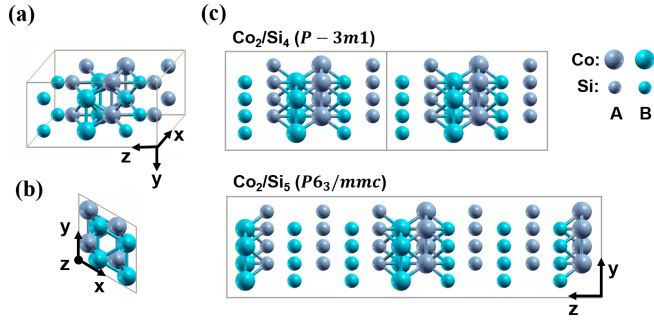 (a)
(c)
Co₂/Si₄ (P − 3m1)
Co:
Si:
A B
x
z
y
(b)
y
z
x
Co₂/Si₅ (P6₃/mmc)
y
z